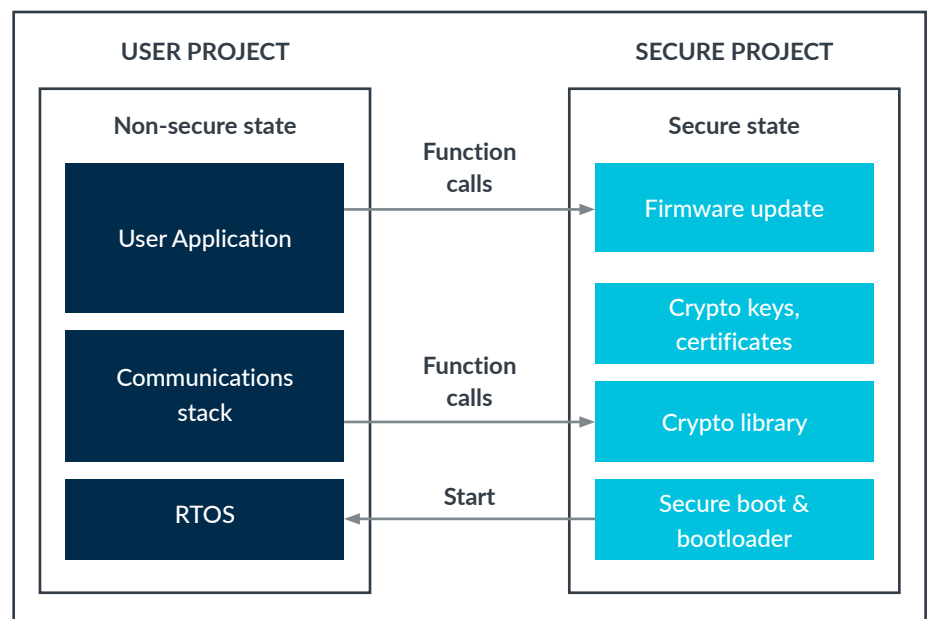 USER PROJECT
Non-secure state
User Application
Communications
stack
RTOS
Function
calls
Function
calls
Start
SECURE PROJECT
Secure state
Firmware update
Crypto keys,
certificates
Crypto library
Secure boot &
bootloader